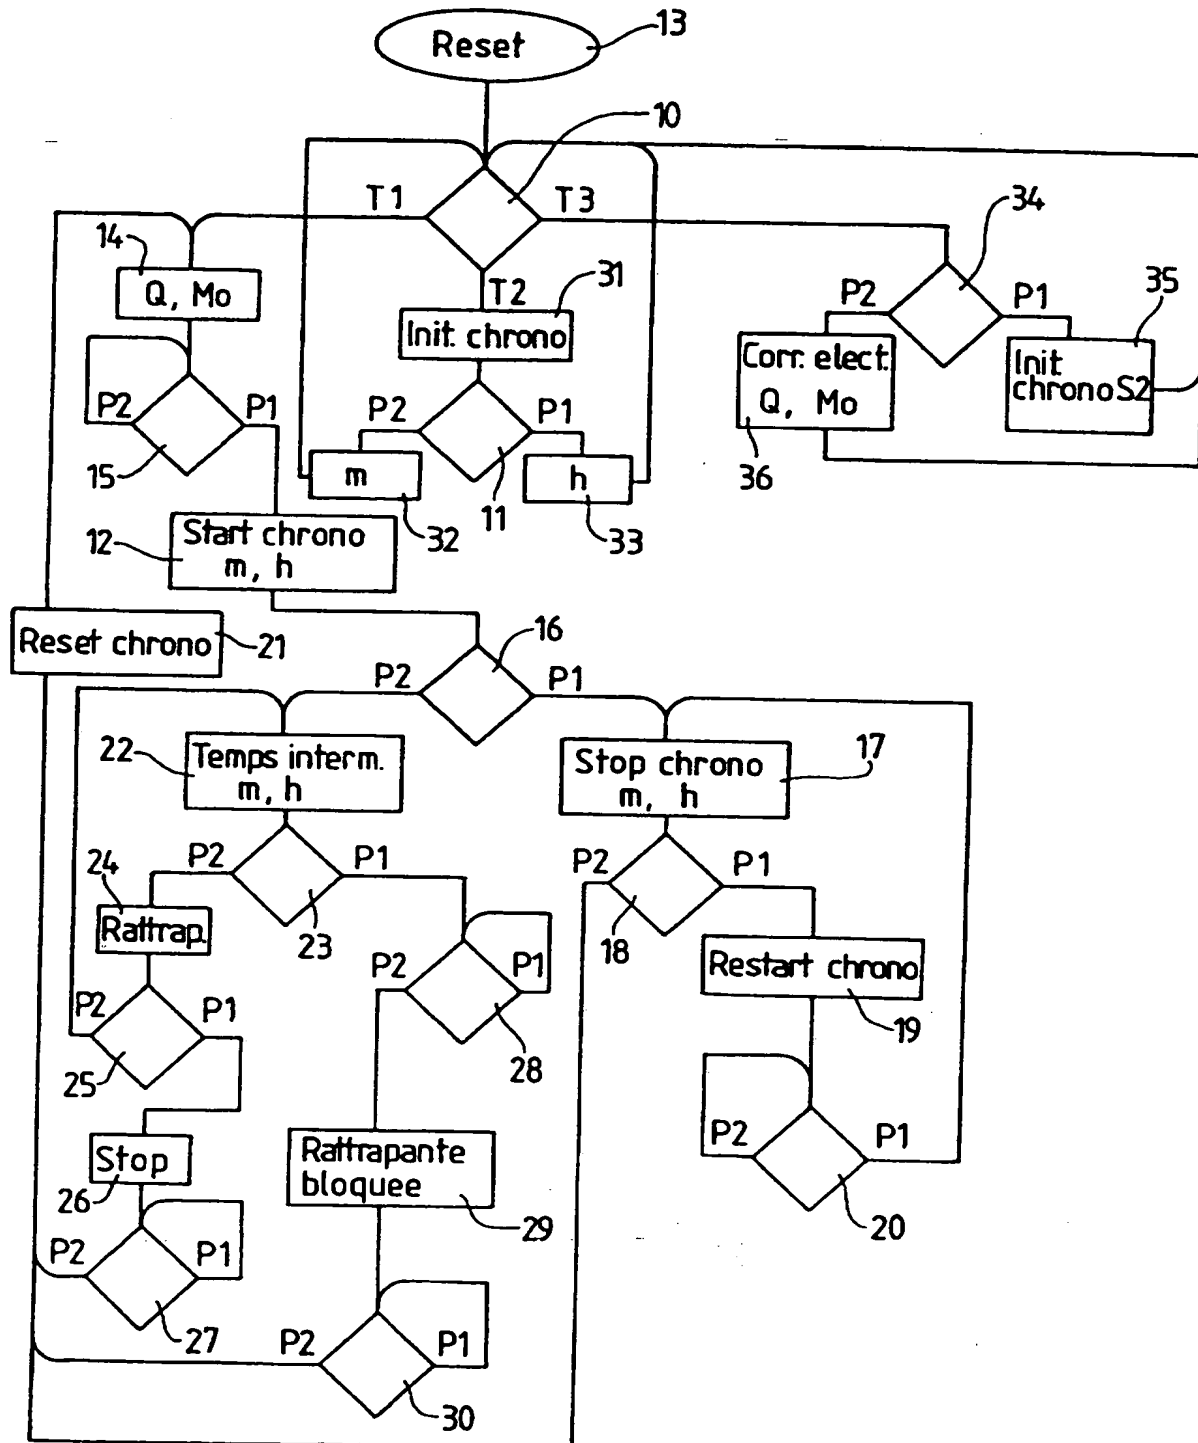 Reset
13
10
T1
T3
34
14
Q, Mo
T2
31
Init. chrono
P2
P1
35
Corr. elect.
Q, Mo
Init
chrono S2
P2
P1
15
P2
P1
m
h
36
11
32
33
12
Start chrono
m, h
Reset chrono
21
16
P2
P1
22
Temps interm.
m, h
Stop chrono
m, h
17
24
P2
P1
23
P2
P1
18
Rattrap.
Restart chrono
19
P2
P1
25
P2
P1
28
Stop
26
Rattrapante
bloquee
29
P2
P1
20
P2
P1
27
P2
P1
30